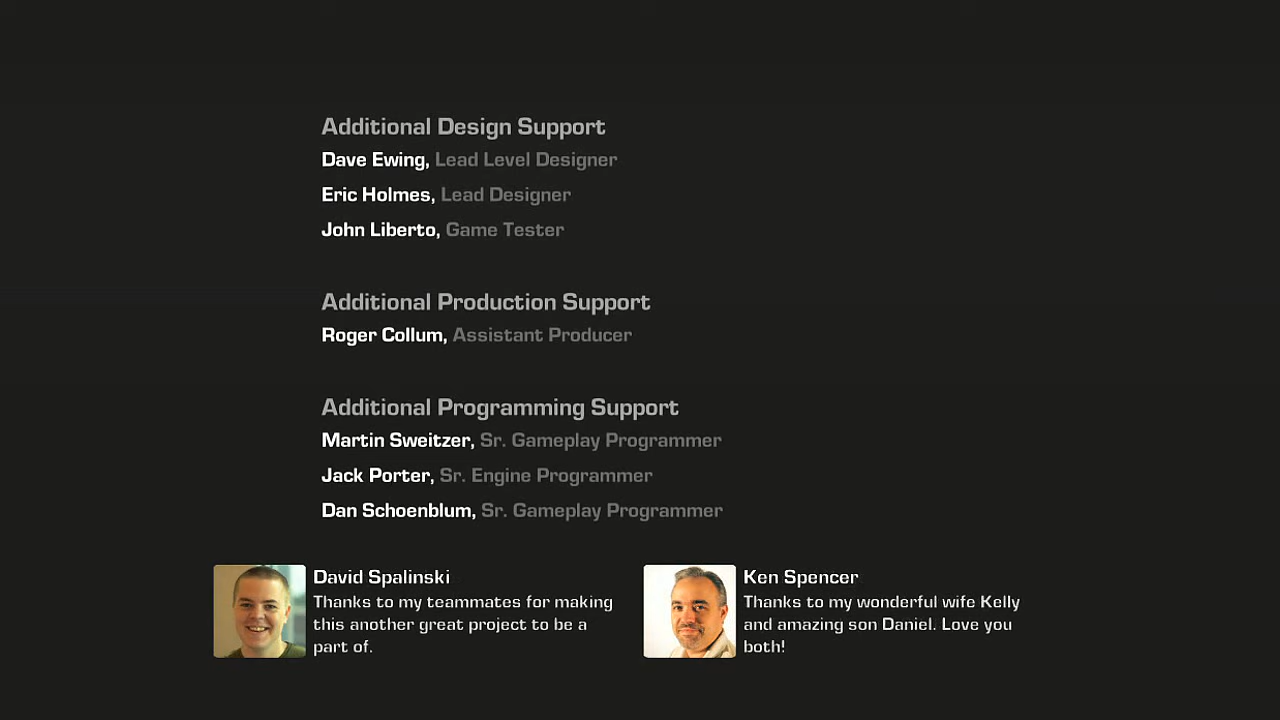 Additional Design Support
Dave Ewing, Lead Level Designer
Eric Holmes, Lead Designer
John Liberto, Game Tester
Additional Production Support
Roger Collum, Assistant Producer
Additional Programming Support
Martin Sweitzer, Sr. Gameplay Programmer
Jack Porter, Sr. Engine Programmer
Dan Schoenblum, Sr. Gameplay Programmer
David Spalinski
Thanks to my teammates for making
this another great project to be a
part of.
Ken Spencer
Thanks to my wonderful wife Kelly
and amazing son Daniel. Love you
both!